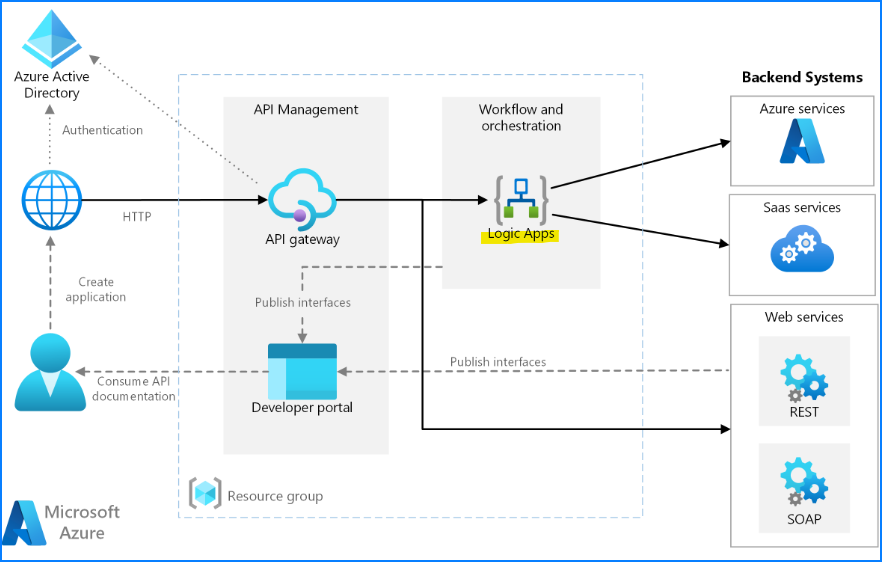 Azure Active
Directory
Authentication
HTTP
Create
application
Consume API
documentation
API Management
API gateway
Publish interfaces
Developer portal
Workflow and
orchestration
Logic Apps
Publish interfaces
Resource group
Backend Systems
Azure services
Saas services
Web services
REST
SOAP
Microsoft
Azure